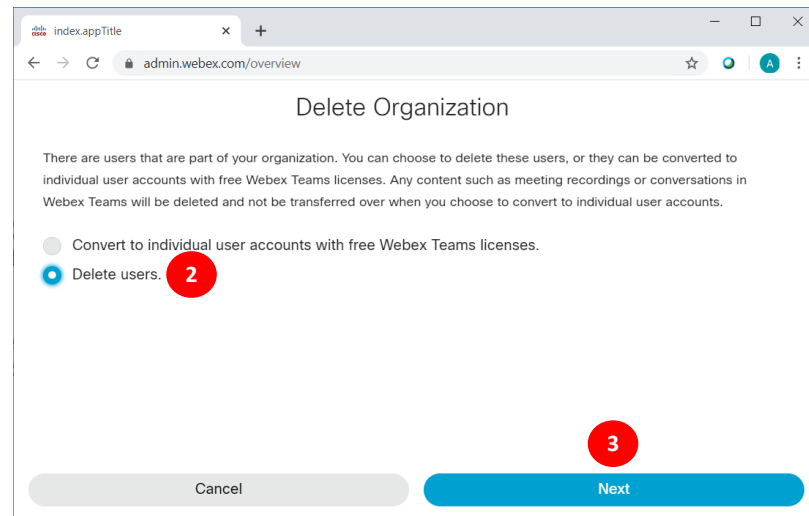 cisco index.appTitle
admin.webex.com/overview
A
Delete Organization
There are users that are part of your organization. You can choose to delete these users, or they can be converted to
individual user accounts with free Webex Teams licenses. Any content such as meeting recordings or conversations in
Webex Teams will be deleted and not be transferred over when you choose to convert to individual user accounts.
Convert to individual user accounts with free Webex Teams licenses.
Delete users. 2
3
Cancel Next